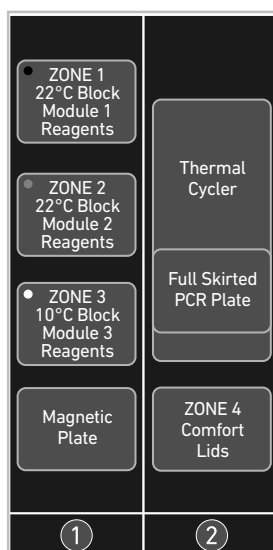 ZONE 1
22°C Block
Module 1
Reagents
ZONE 2
22°C Block
Module 2
Reagents
ZONE 3
10°C Block
Module 3
Reagents
Magnetic
Plate
1
Thermal
Cycler
Full Skirted
PCR Plate
ZONE 4
Comfort
Lids
2